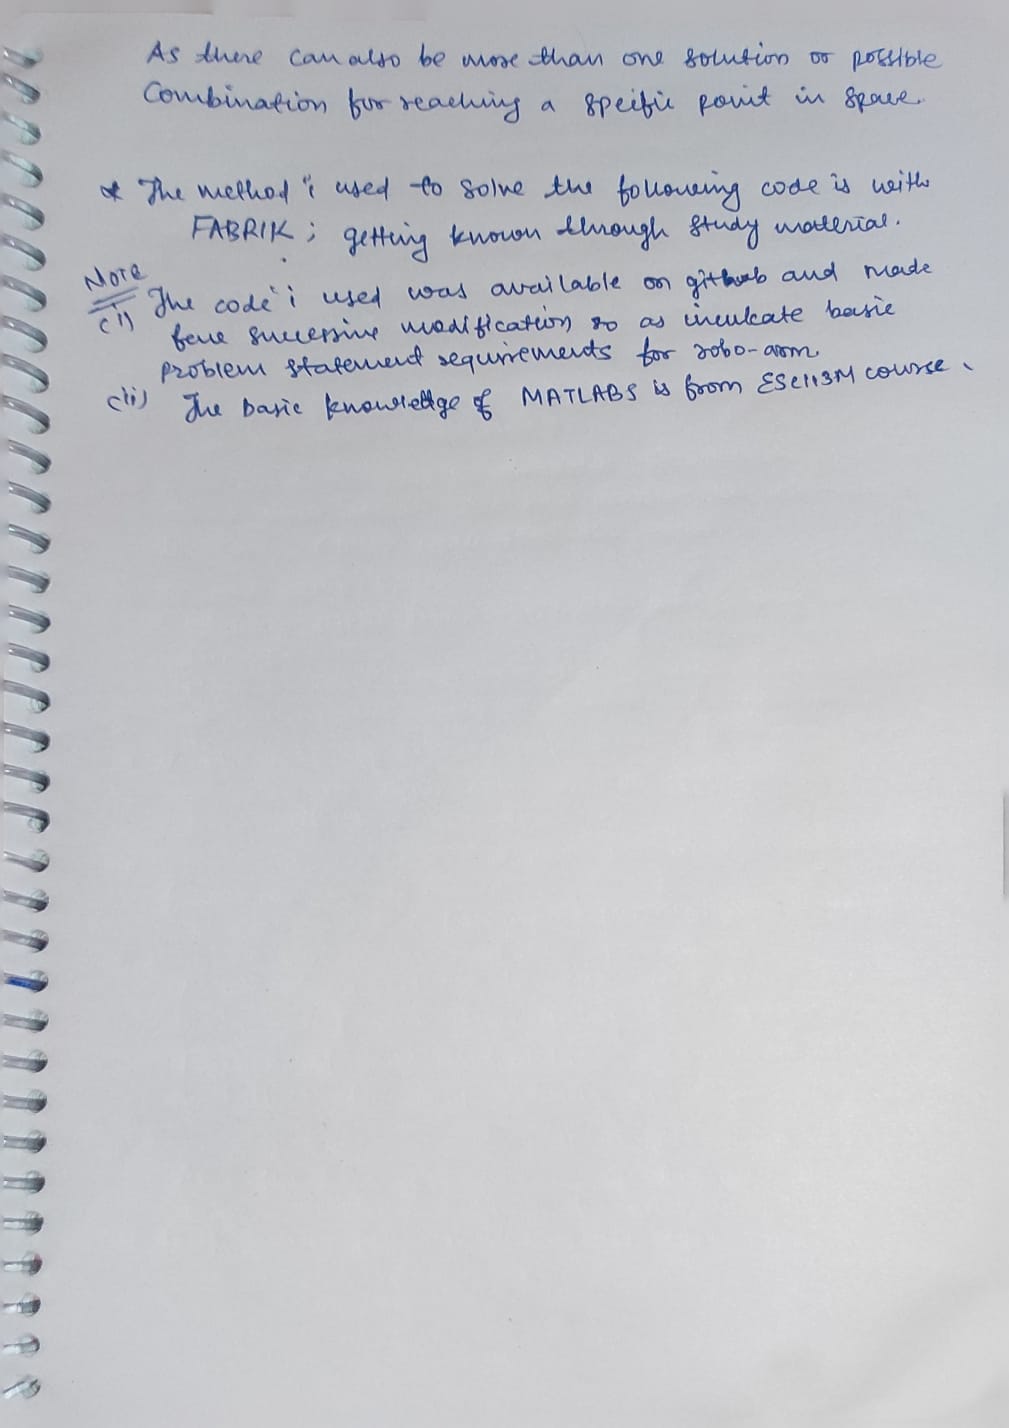 As there can also be more than one solution or possible
Combination for reaching a speific point in space.
* The method i used to solve the following code is with
FABRIK ; getting known through study material.
Note
(i) The code i used was available on github and made
few successive modification so as inculcate basic
problem statement requirements for robo-arm.
(ii) The basic knowledge of MATLABS is from ESC113M course.